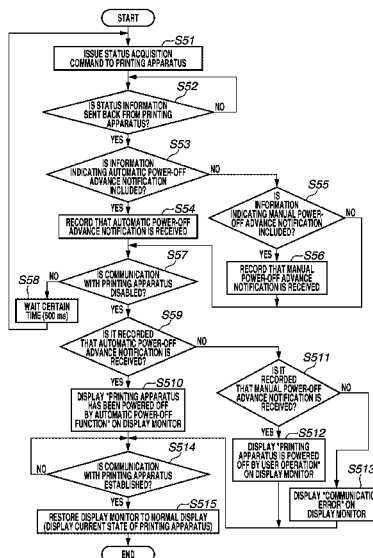 START
S51
ISSUE STATUS ACQUISITION
COMMAND TO PRINTING APPARATUS
S52
IS STATUS INFORMATION
SENT BACK FROM PRINTING
APPARATUS?
NO
YES
S53
IS INFORMATION
INDICATING AUTOMATIC POWER-OFF
ADVANCE NOTIFICATION
INCLUDED?
NO
YES
S54
RECORD THAT AUTOMATIC POWER-OFF
ADVANCE NOTIFICATION IS RECEIVED
S55
IS
INFORMATION
INDICATING MANUAL POWER-
OFF ADVANCE NOTIFICATION
INCLUDED?
NO
YES
S56
RECORD THAT MANUAL
POWER-OFF ADVANCE
NOTIFICATION IS RECEIVED
S57
IS COMMUNICATION
WITH PRINTING APPARATUS
DISABLED?
NO
YES
S58
WAIT CERTAIN
TIME (500 ms)
S59
IS IT RECORDED
THAT AUTOMATIC POWER-OFF
ADVANCE NOTIFICATION IS
RECEIVED?
NO
YES
S510
DISPLAY "PRINTING APPARATUS
HAS BEEN POWERED OFF
BY AUTOMATIC POWER-OFF
FUNCTION" ON DISPLAY MONITOR
S511
IS IT
RECORDED
THAT MANUAL POWER-OFF
ADVANCE NOTIFICATION IS
RECEIVED?
NO
YES
S512
DISPLAY "PRINTING
APPARATUS IS POWERED
OFF BY USER OPERATION"
ON DISPLAY MONITOR
S513
DISPLAY "COMMUNICATION
ERROR" ON
DISPLAY MONITOR
S514
IS COMMUNICATION
WITH PRINTING APPARATUS
ESTABLISHED?
NO
YES
S515
RESTORE DISPLAY MONITOR TO NORMAL DISPLAY
(DISPLAY CURRENT STATE OF PRINTING APPARATUS)
END